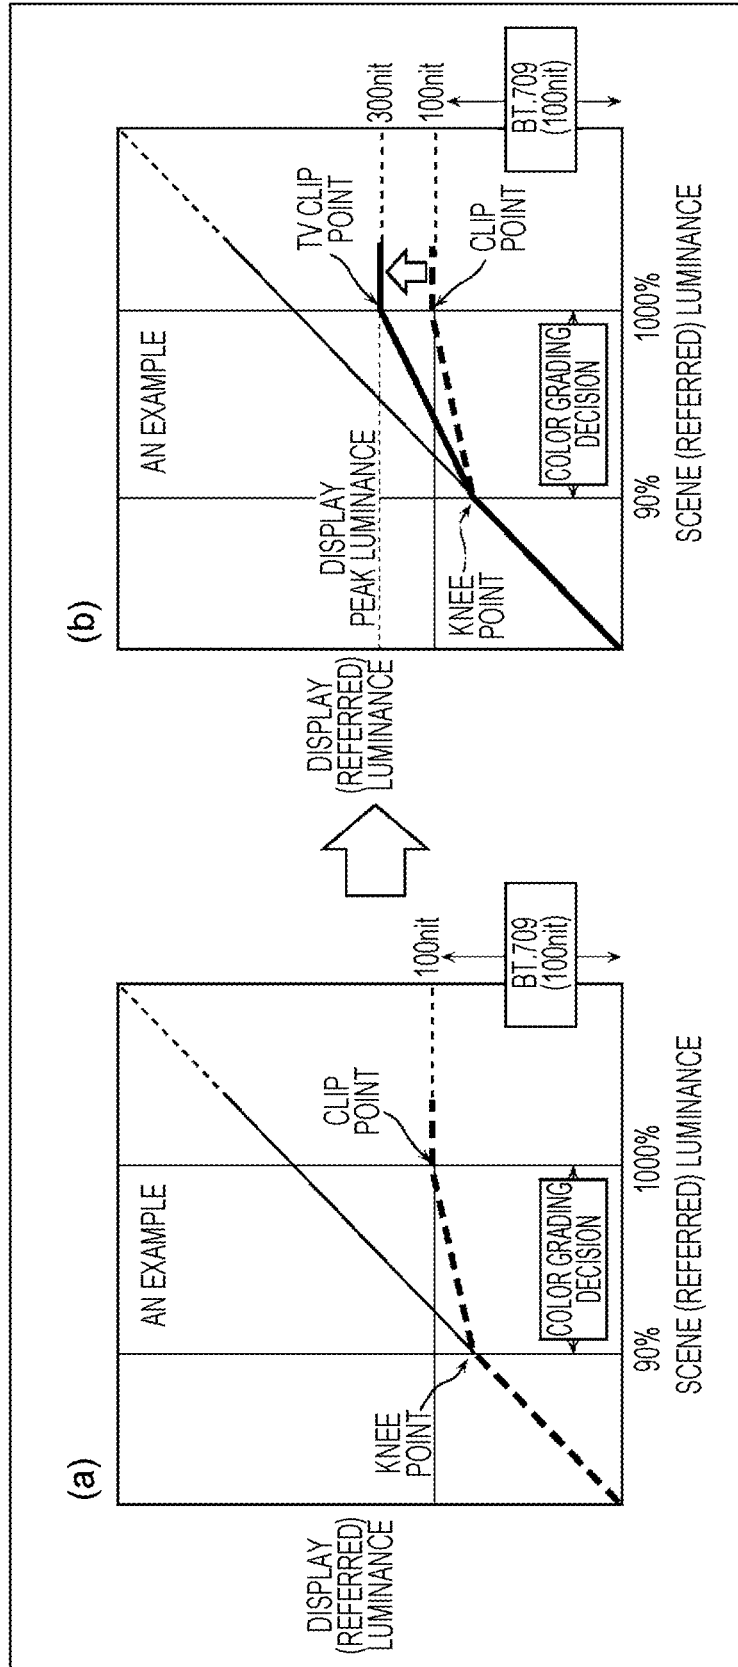 (a)
DISPLAY
(REFERRED)
LUMINANCE
AN EXAMPLE
KNEE
POINT
CLIP
POINT
100nit
BT.709
(100nit)
COLOR GRADING
DECISION
90%
1000%
SCENE (REFERRED) LUMINANCE
(b)
DISPLAY
(REFERRED)
LUMINANCE
AN EXAMPLE
DISPLAY
PEAK LUMINANCE
KNEE
POINT
TV CLIP
POINT
CLIP
POINT
300nit
100nit
BT.709
(100nit)
COLOR GRADING
DECISION
90%
1000%
SCENE (REFERRED) LUMINANCE